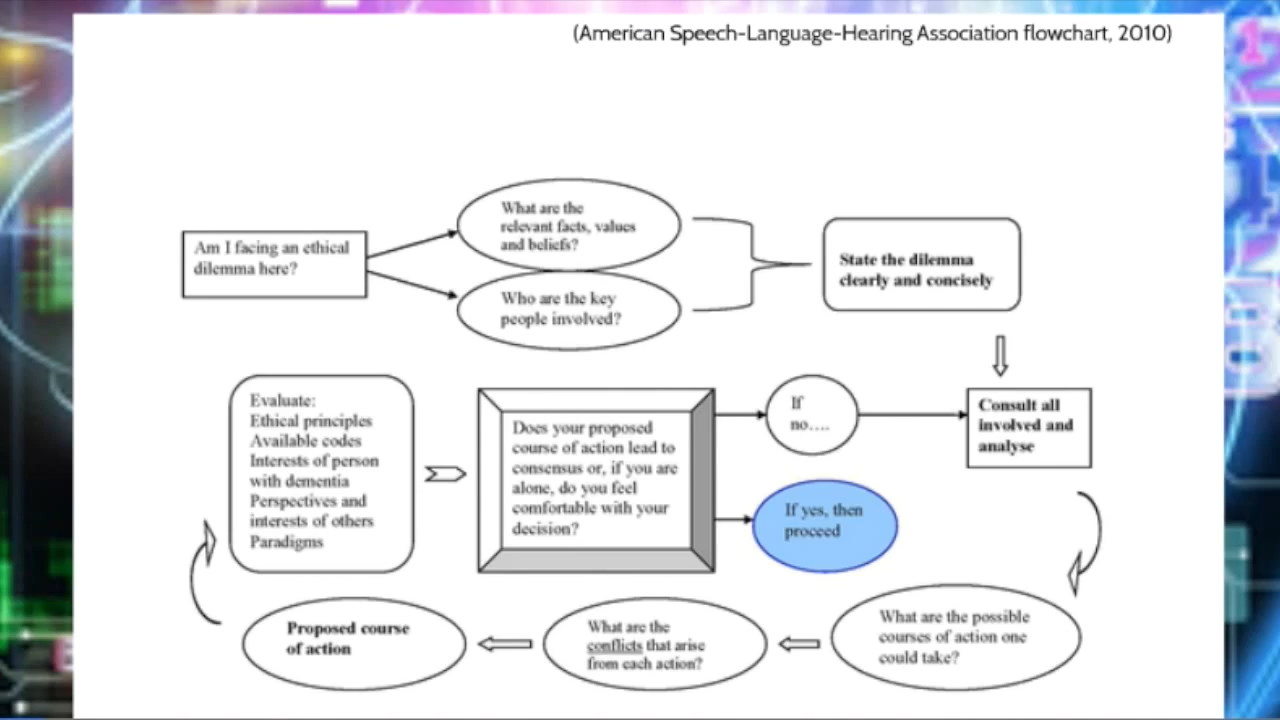 (American Speech-Language-Hearing Association flowchart, 2010)
Am I facing an ethical
dilemma here?
What are the
relevant facts, values
and beliefs?
Who are the key
people involved?
State the dilemma
clearly and concisely
Consult all
involved and
analyse
What are the possible
courses of action one
could take?
What are the
conflicts that arise
from each action?
Proposed course
of action
Evaluate:
Ethical principles
Available codes
Interests of person
with dementia
Perspectives and
interests of others
Paradigms
Does your proposed
course of action lead to
consensus or, if you are
alone, do you feel
comfortable with your
decision?
If
no....
If yes, then
proceed